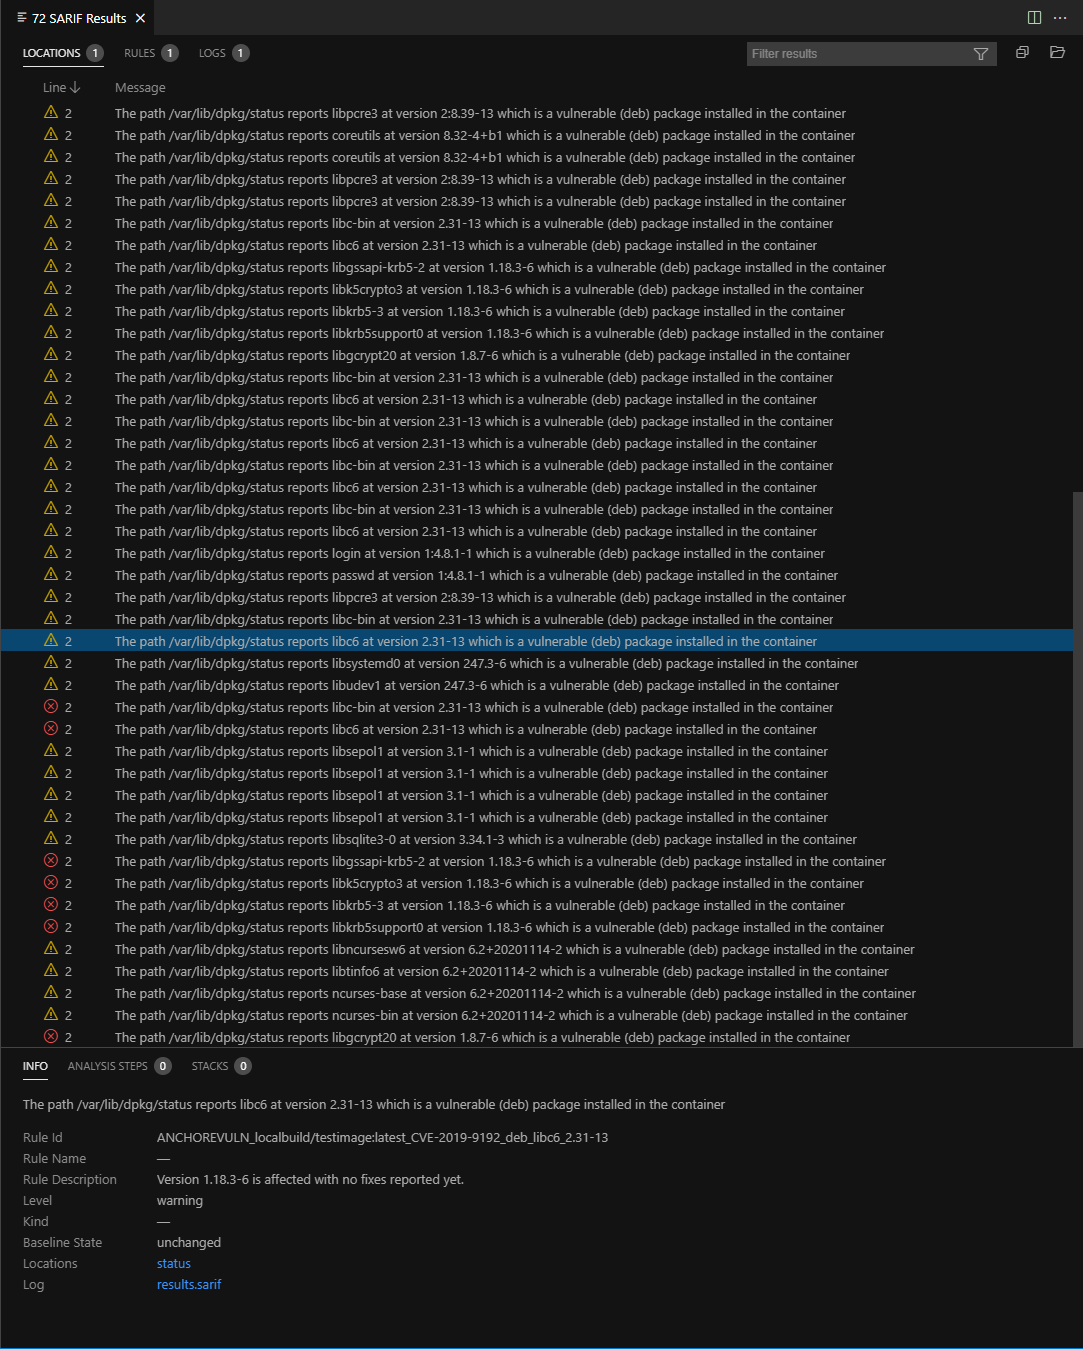 72 SARIF Results
LOCATIONS 1 RULES 1 LOGS 1 Filter results
Line Message
2 The path /var/lib/dpkg/status reports libpcre3 at version 2:8.39-13 which is a vulnerable (deb) package installed in the container
2 The path /var/lib/dpkg/status reports coreutils at version 8.32-4+b1 which is a vulnerable (deb) package installed in the container
2 The path /var/lib/dpkg/status reports coreutils at version 8.32-4+b1 which is a vulnerable (deb) package installed in the container
2 The path /var/lib/dpkg/status reports libpcre3 at version 2:8.39-13 which is a vulnerable (deb) package installed in the container
2 The path /var/lib/dpkg/status reports libpcre3 at version 2:8.39-13 which is a vulnerable (deb) package installed in the container
2 The path /var/lib/dpkg/status reports libc-bin at version 2.31-13 which is a vulnerable (deb) package installed in the container
2 The path /var/lib/dpkg/status reports libc6 at version 2.31-13 which is a vulnerable (deb) package installed in the container
2 The path /var/lib/dpkg/status reports libgssapi-krb5-2 at version 1.18.3-6 which is a vulnerable (deb) package installed in the container
2 The path /var/lib/dpkg/status reports libk5crypto3 at version 1.18.3-6 which is a vulnerable (deb) package installed in the container
2 The path /var/lib/dpkg/status reports libkrb5-3 at version 1.18.3-6 which is a vulnerable (deb) package installed in the container
2 The path /var/lib/dpkg/status reports libkrb5support0 at version 1.18.3-6 which is a vulnerable (deb) package installed in the container
2 The path /var/lib/dpkg/status reports libgcrypt20 at version 1.8.7-6 which is a vulnerable (deb) package installed in the container
2 The path /var/lib/dpkg/status reports libc-bin at version 2.31-13 which is a vulnerable (deb) package installed in the container
2 The path /var/lib/dpkg/status reports libc6 at version 2.31-13 which is a vulnerable (deb) package installed in the container
2 The path /var/lib/dpkg/status reports libc-bin at version 2.31-13 which is a vulnerable (deb) package installed in the container
2 The path /var/lib/dpkg/status reports libc6 at version 2.31-13 which is a vulnerable (deb) package installed in the container
2 The path /var/lib/dpkg/status reports libc-bin at version 2.31-13 which is a vulnerable (deb) package installed in the container
2 The path /var/lib/dpkg/status reports libc6 at version 2.31-13 which is a vulnerable (deb) package installed in the container
2 The path /var/lib/dpkg/status reports libc-bin at version 2.31-13 which is a vulnerable (deb) package installed in the container
2 The path /var/lib/dpkg/status reports libc6 at version 2.31-13 which is a vulnerable (deb) package installed in the container
2 The path /var/lib/dpkg/status reports login at version 1:4.8.1-1 which is a vulnerable (deb) package installed in the container
2 The path /var/lib/dpkg/status reports passwd at version 1:4.8.1-1 which is a vulnerable (deb) package installed in the container
2 The path /var/lib/dpkg/status reports libpcre3 at version 2:8.39-13 which is a vulnerable (deb) package installed in the container
2 The path /var/lib/dpkg/status reports libc-bin at version 2.31-13 which is a vulnerable (deb) package installed in the container
2 The path /var/lib/dpkg/status reports libc6 at version 2.31-13 which is a vulnerable (deb) package installed in the container
2 The path /var/lib/dpkg/status reports libsystemd0 at version 247.3-6 which is a vulnerable (deb) package installed in the container
2 The path /var/lib/dpkg/status reports libudev1 at version 247.3-6 which is a vulnerable (deb) package installed in the container
2 The path /var/lib/dpkg/status reports libc-bin at version 2.31-13 which is a vulnerable (deb) package installed in the container
2 The path /var/lib/dpkg/status reports libc6 at version 2.31-13 which is a vulnerable (deb) package installed in the container
2 The path /var/lib/dpkg/status reports libsepol1 at version 3.1-1 which is a vulnerable (deb) package installed in the container
2 The path /var/lib/dpkg/status reports libsepol1 at version 3.1-1 which is a vulnerable (deb) package installed in the container
2 The path /var/lib/dpkg/status reports libsepol1 at version 3.1-1 which is a vulnerable (deb) package installed in the container
2 The path /var/lib/dpkg/status reports libsepol1 at version 3.1-1 which is a vulnerable (deb) package installed in the container
2 The path /var/lib/dpkg/status reports libsqlite3-0 at version 3.34.1-3 which is a vulnerable (deb) package installed in the container
2 The path /var/lib/dpkg/status reports libgssapi-krb5-2 at version 1.18.3-6 which is a vulnerable (deb) package installed in the container
2 The path /var/lib/dpkg/status reports libk5crypto3 at version 1.18.3-6 which is a vulnerable (deb) package installed in the container
2 The path /var/lib/dpkg/status reports libkrb5-3 at version 1.18.3-6 which is a vulnerable (deb) package installed in the container
2 The path /var/lib/dpkg/status reports libkrb5support0 at version 1.18.3-6 which is a vulnerable (deb) package installed in the container
2 The path /var/lib/dpkg/status reports libncursesw6 at version 6.2+20201114-2 which is a vulnerable (deb) package installed in the container
2 The path /var/lib/dpkg/status reports libtinfo6 at version 6.2+20201114-2 which is a vulnerable (deb) package installed in the container
2 The path /var/lib/dpkg/status reports ncurses-base at version 6.2+20201114-2 which is a vulnerable (deb) package installed in the container
2 The path /var/lib/dpkg/status reports ncurses-bin at version 6.2+20201114-2 which is a vulnerable (deb) package installed in the container
2 The path /var/lib/dpkg/status reports libgcrypt20 at version 1.8.7-6 which is a vulnerable (deb) package installed in the container
INFO ANALYSIS STEPS 0 STACKS 0
The path /var/lib/dpkg/status reports libc6 at version 2.31-13 which is a vulnerable (deb) package installed in the container
Rule Id ANCHOREVULN_localbuild/testimage:latest_CVE-2019-9192_deb_libc6_2.31-13
Rule Name —
Rule Description Version 1.18.3-6 is affected with no fixes reported yet.
Level warning
Kind —
Baseline State unchanged
Locations status
Log results.sarif